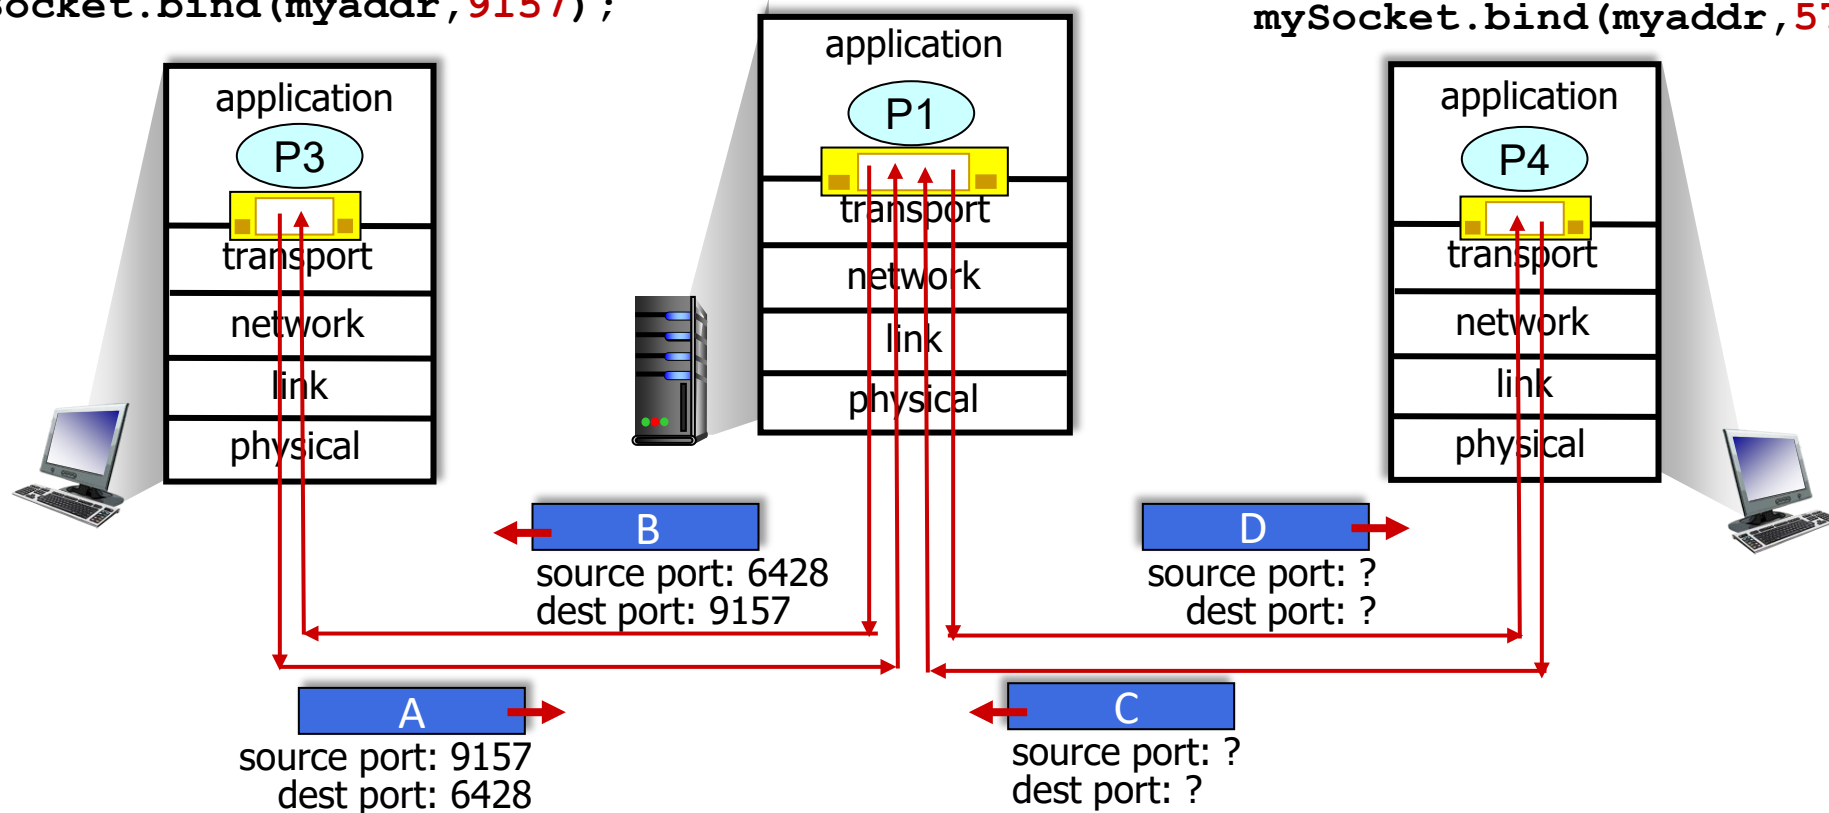 ocket.bind(myaddr,9157);
mySocket.bind(myaddr,57
application
P3
transport
network
link
physical
application
P1
transport
network
link
physical
application
P4
transport
network
link
physical
B
source port: 6428
dest port: 9157
D
source port: ?
dest port: ?
A
source port: 9157
dest port: 6428
C
source port: ?
dest port: ?